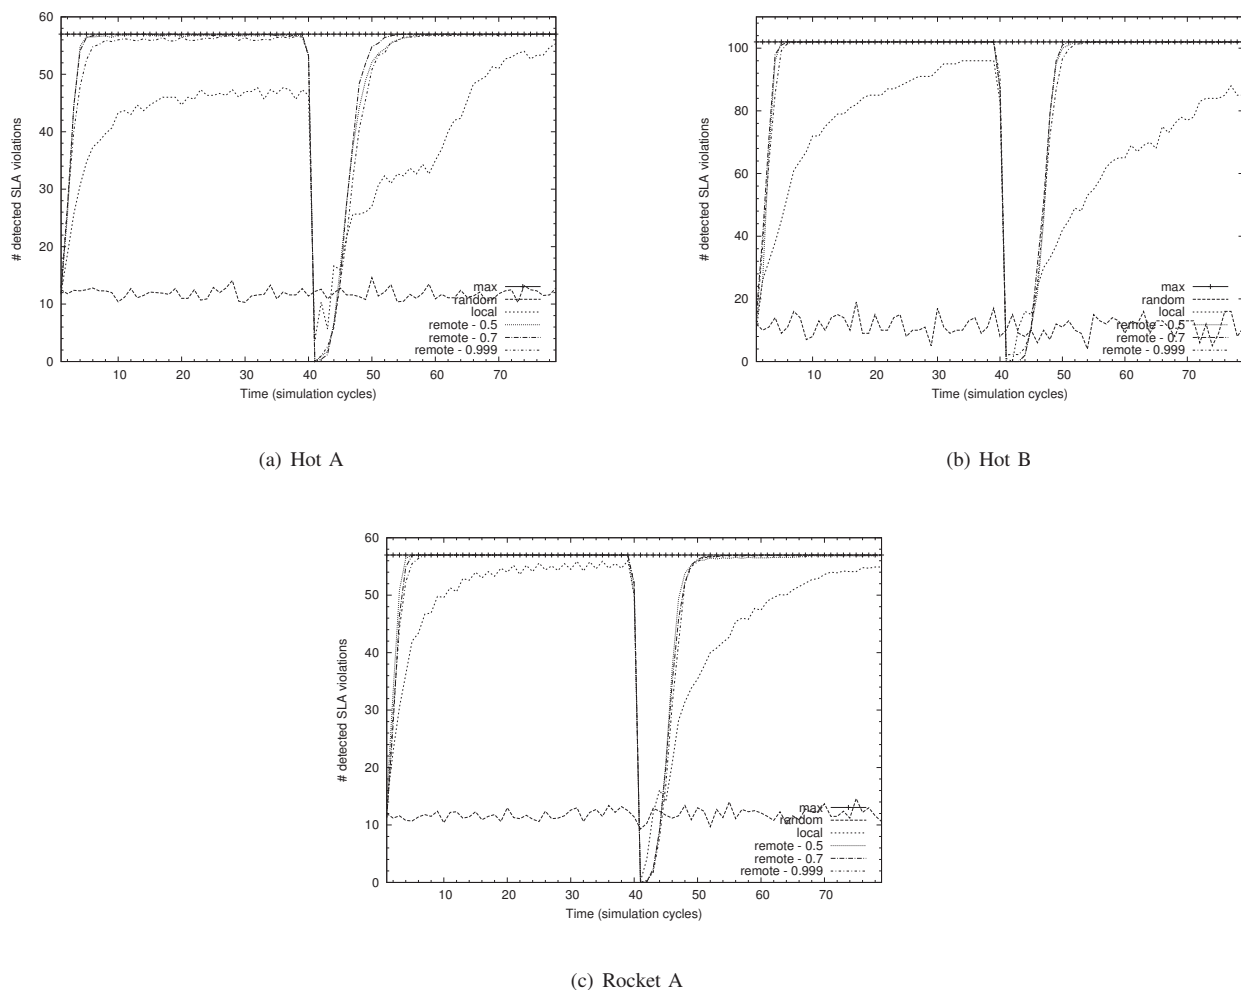 60
50
40
30
20
10
0
# detected SLA violations
max
random
local
remote - 0.5
remote - 0.7
remote - 0.999
10 20 30 40 50 60 70
Time (simulation cycles)
(a) Hot A
100
80
60
40
20
0
# detected SLA violations
max
random
local
remote - 0.5
remote - 0.7
remote - 0.999
10 20 30 40 50 60 70
Time (simulation cycles)
(b) Hot B
60
50
40
30
20
10
0
# detected SLA violations
max
random
local
remote - 0.5
remote - 0.7
remote - 0.999
10 20 30 40 50 60 70
Time (simulation cycles)
(c) Rocket A